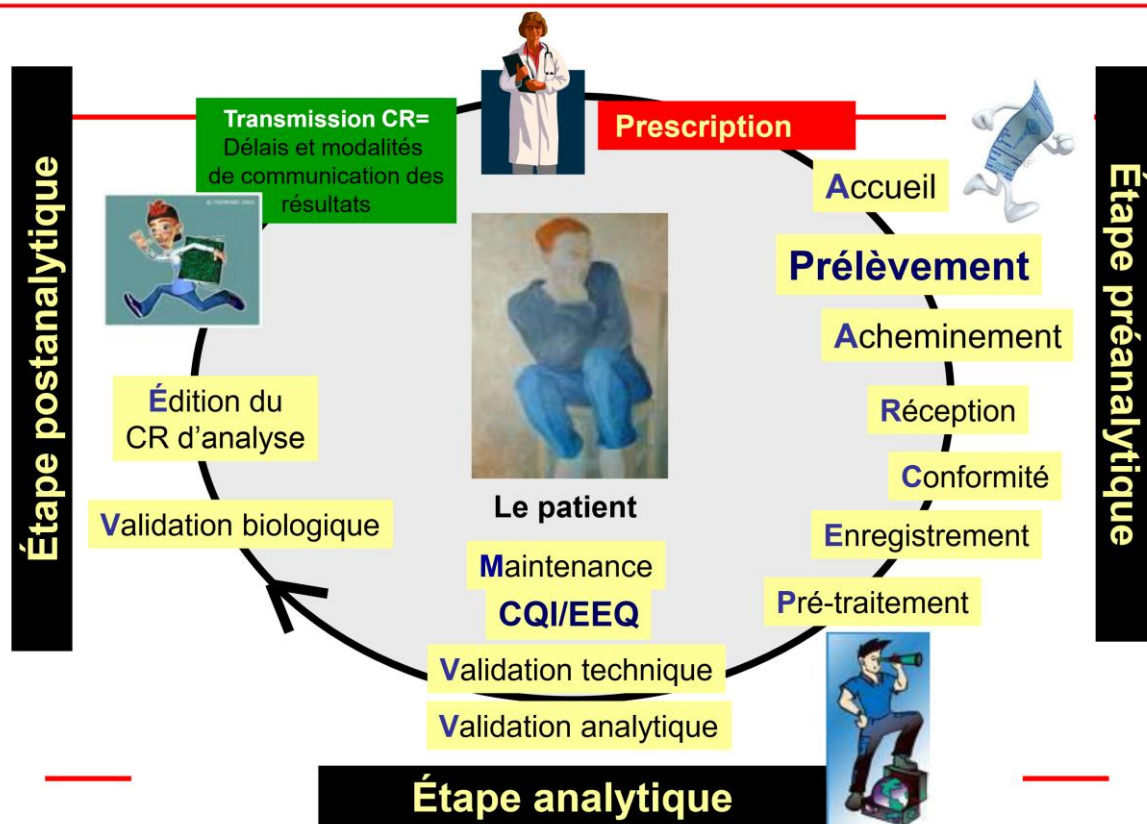 Transmission CR=
Délais et modalités
de communication des
résultats
Prescription
Accueil
Prélèvement
Acheminement
Réception
Conformité
Enregistrement
Pré-traitement
Étape préanalytique
Le patient
Maintenance
CQI/EEQ
Validation technique
Validation analytique
Étape analytique
Validation biologique
Édition du
CR d'analyse
Étape postanalytique